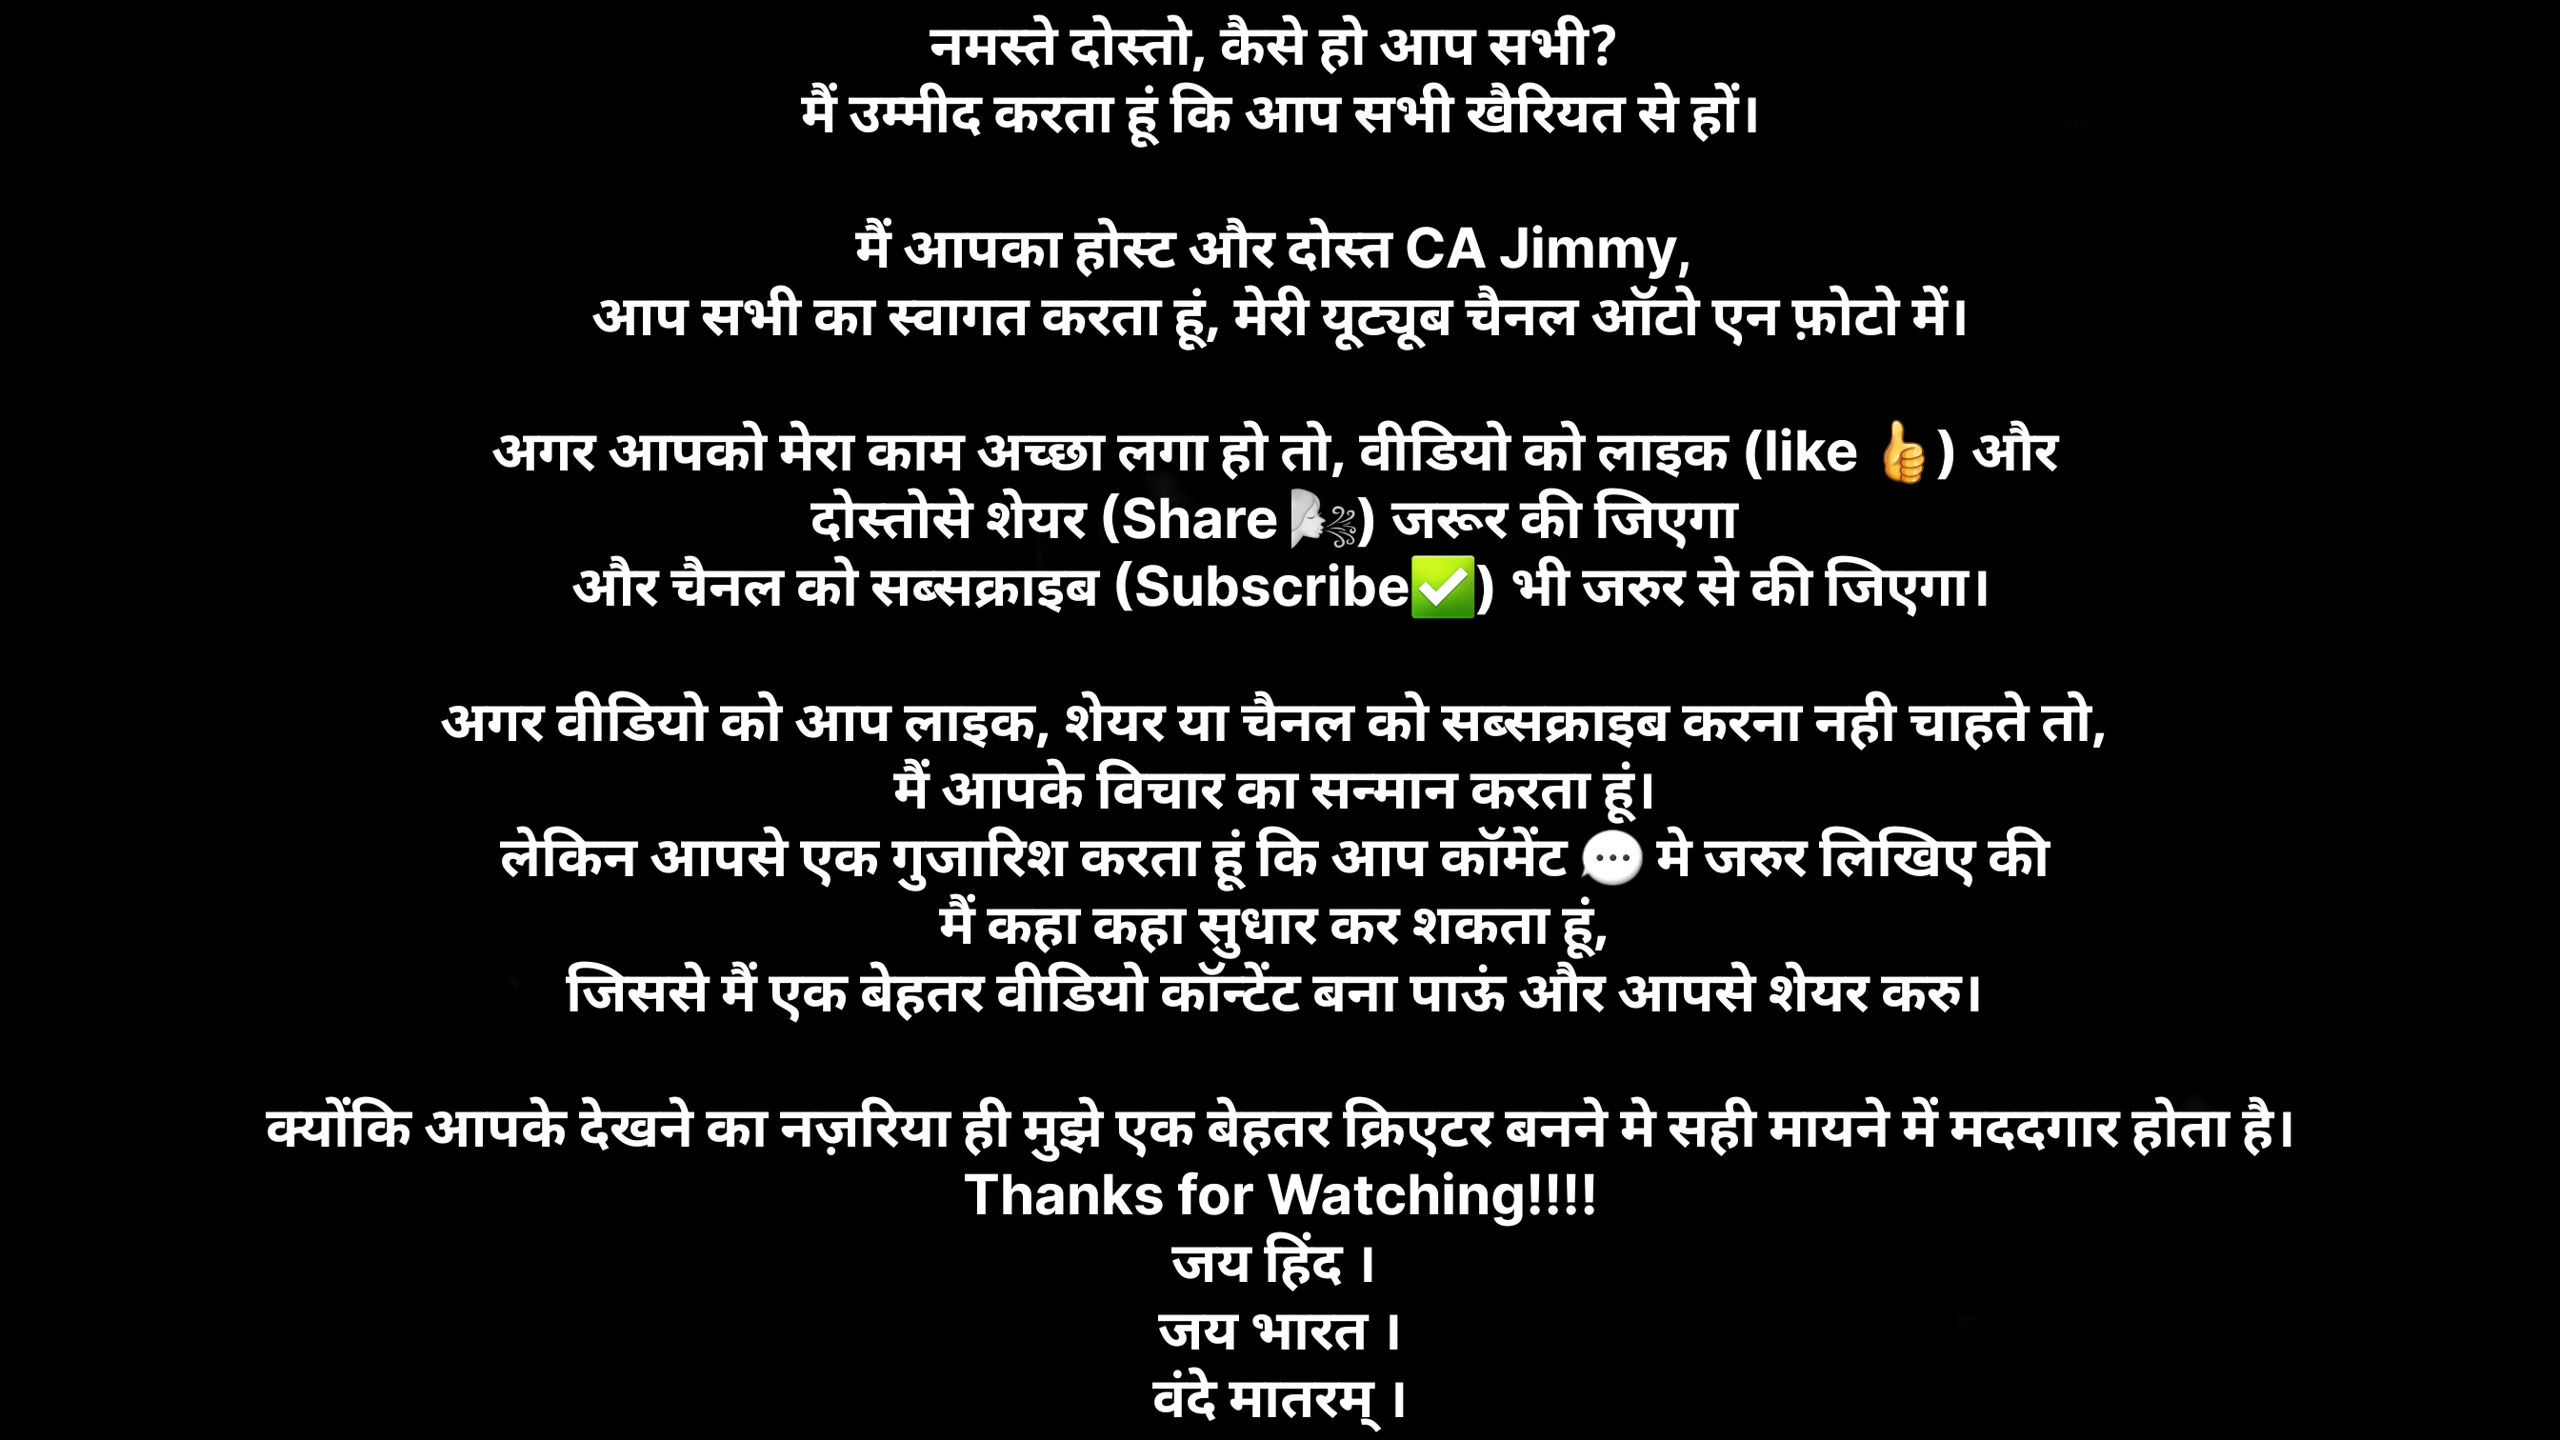 नमस्ते दोस्तो, कैसे हो आप सभी?
मैं उम्मीद करता हूं कि आप सभी खैरियत से हों।
मैं आपका होस्ट और दोस्त CA Jimmy,
आप सभी का स्वागत करता हूं, मेरी यूट्यूब चैनल ऑटो एन फ़ोटो में।
अगर आपको मेरा काम अच्छा लगा हो तो, वीडियो को लाइक (like 👍) और
दोस्तोसे शेयर (Share 🌬️) जरूर की जिएगा
और चैनल को सब्सक्राइब (Subscribe✅) भी जरुर से की जिएगा।
अगर वीडियो को आप लाइक, शेयर या चैनल को सब्सक्राइब करना नही चाहते तो,
मैं आपके विचार का सन्मान करता हूं।
लेकिन आपसे एक गुजारिश करता हूं कि आप कॉमेंट 💬 मे जरुर लिखिए की
मैं कहा कहा सुधार कर शकता हूं,
जिससे मैं एक बेहतर वीडियो कॉन्टेंट बना पाऊं और आपसे शेयर करु।
क्योंकि आपके देखने का नज़रिया ही मुझे एक बेहतर क्रिएटर बनने मे सही मायने में मददगार होता है।
Thanks for Watching!!!!
जय हिंद ।
जय भारत ।
वंदे मातरम् ।